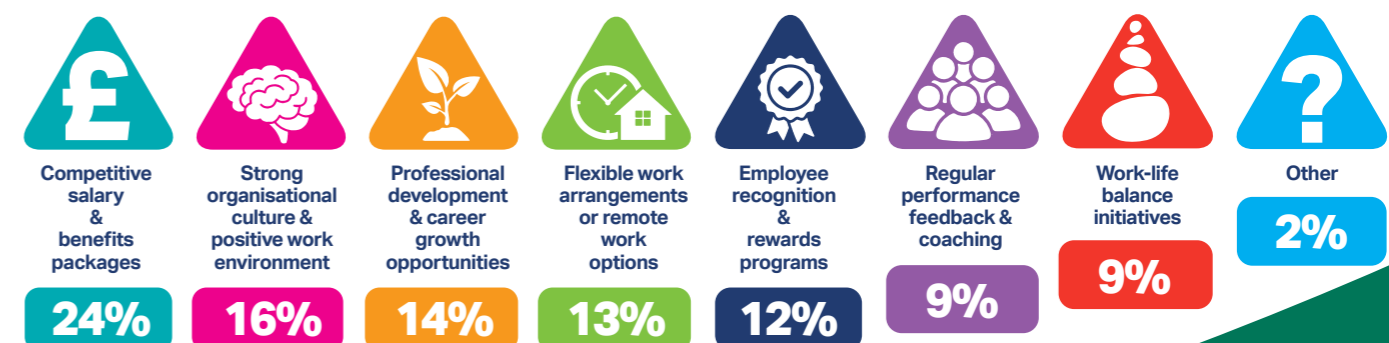 £
?
Competitive
salary
&
benefits
packages
24%
Strong
organisational
culture &
positive work
environment
16%
Professional
development
& career
growth
opportunities
14%
Flexible work
arrangements
or remote
work
options
13%
Employee
recognition
&
rewards
programs
12%
Regular
performance
feedback &
coaching
9%
Work-life
balance
initiatives
9%
Other
2%